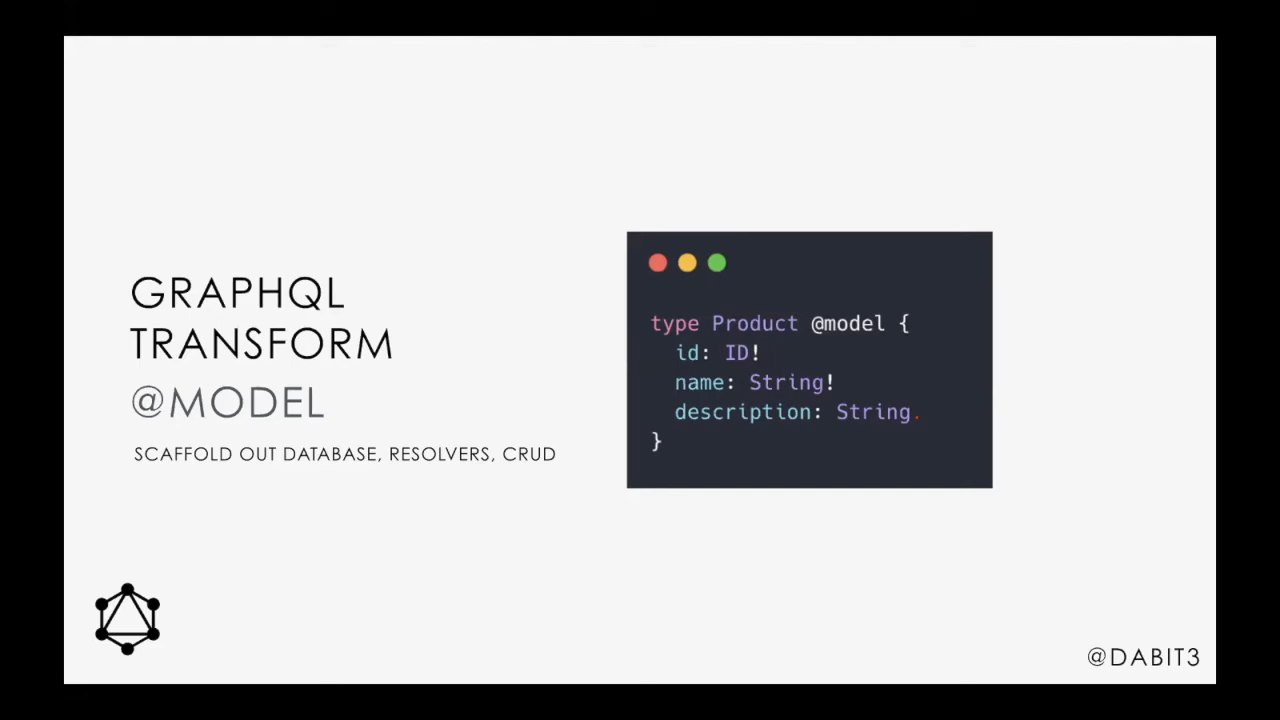 GRAPHQL
TRANSFORM
@MODEL
SCAFFOLD OUT DATABASE, RESOLVERS, CRUD
type Product @model {
  id: ID!
  name: String!
  description: String.
}
@DABIT3